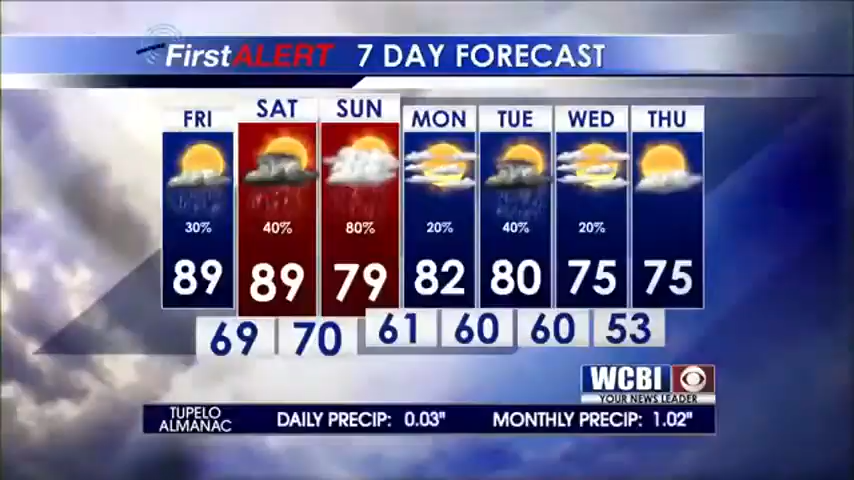 FirstALERT 7 DAY FORECAST
FRI SAT SUN MON TUE WED THU
30% 40% 80% 20% 40% 20%
89 89 79 82 80 75 75
69 70 61 60 60 53
WCBI
YOUR NEWS LEADER
TUPELO
ALMANAC
DAILY PRECIP: 0.03" MONTHLY PRECIP: 1.02"